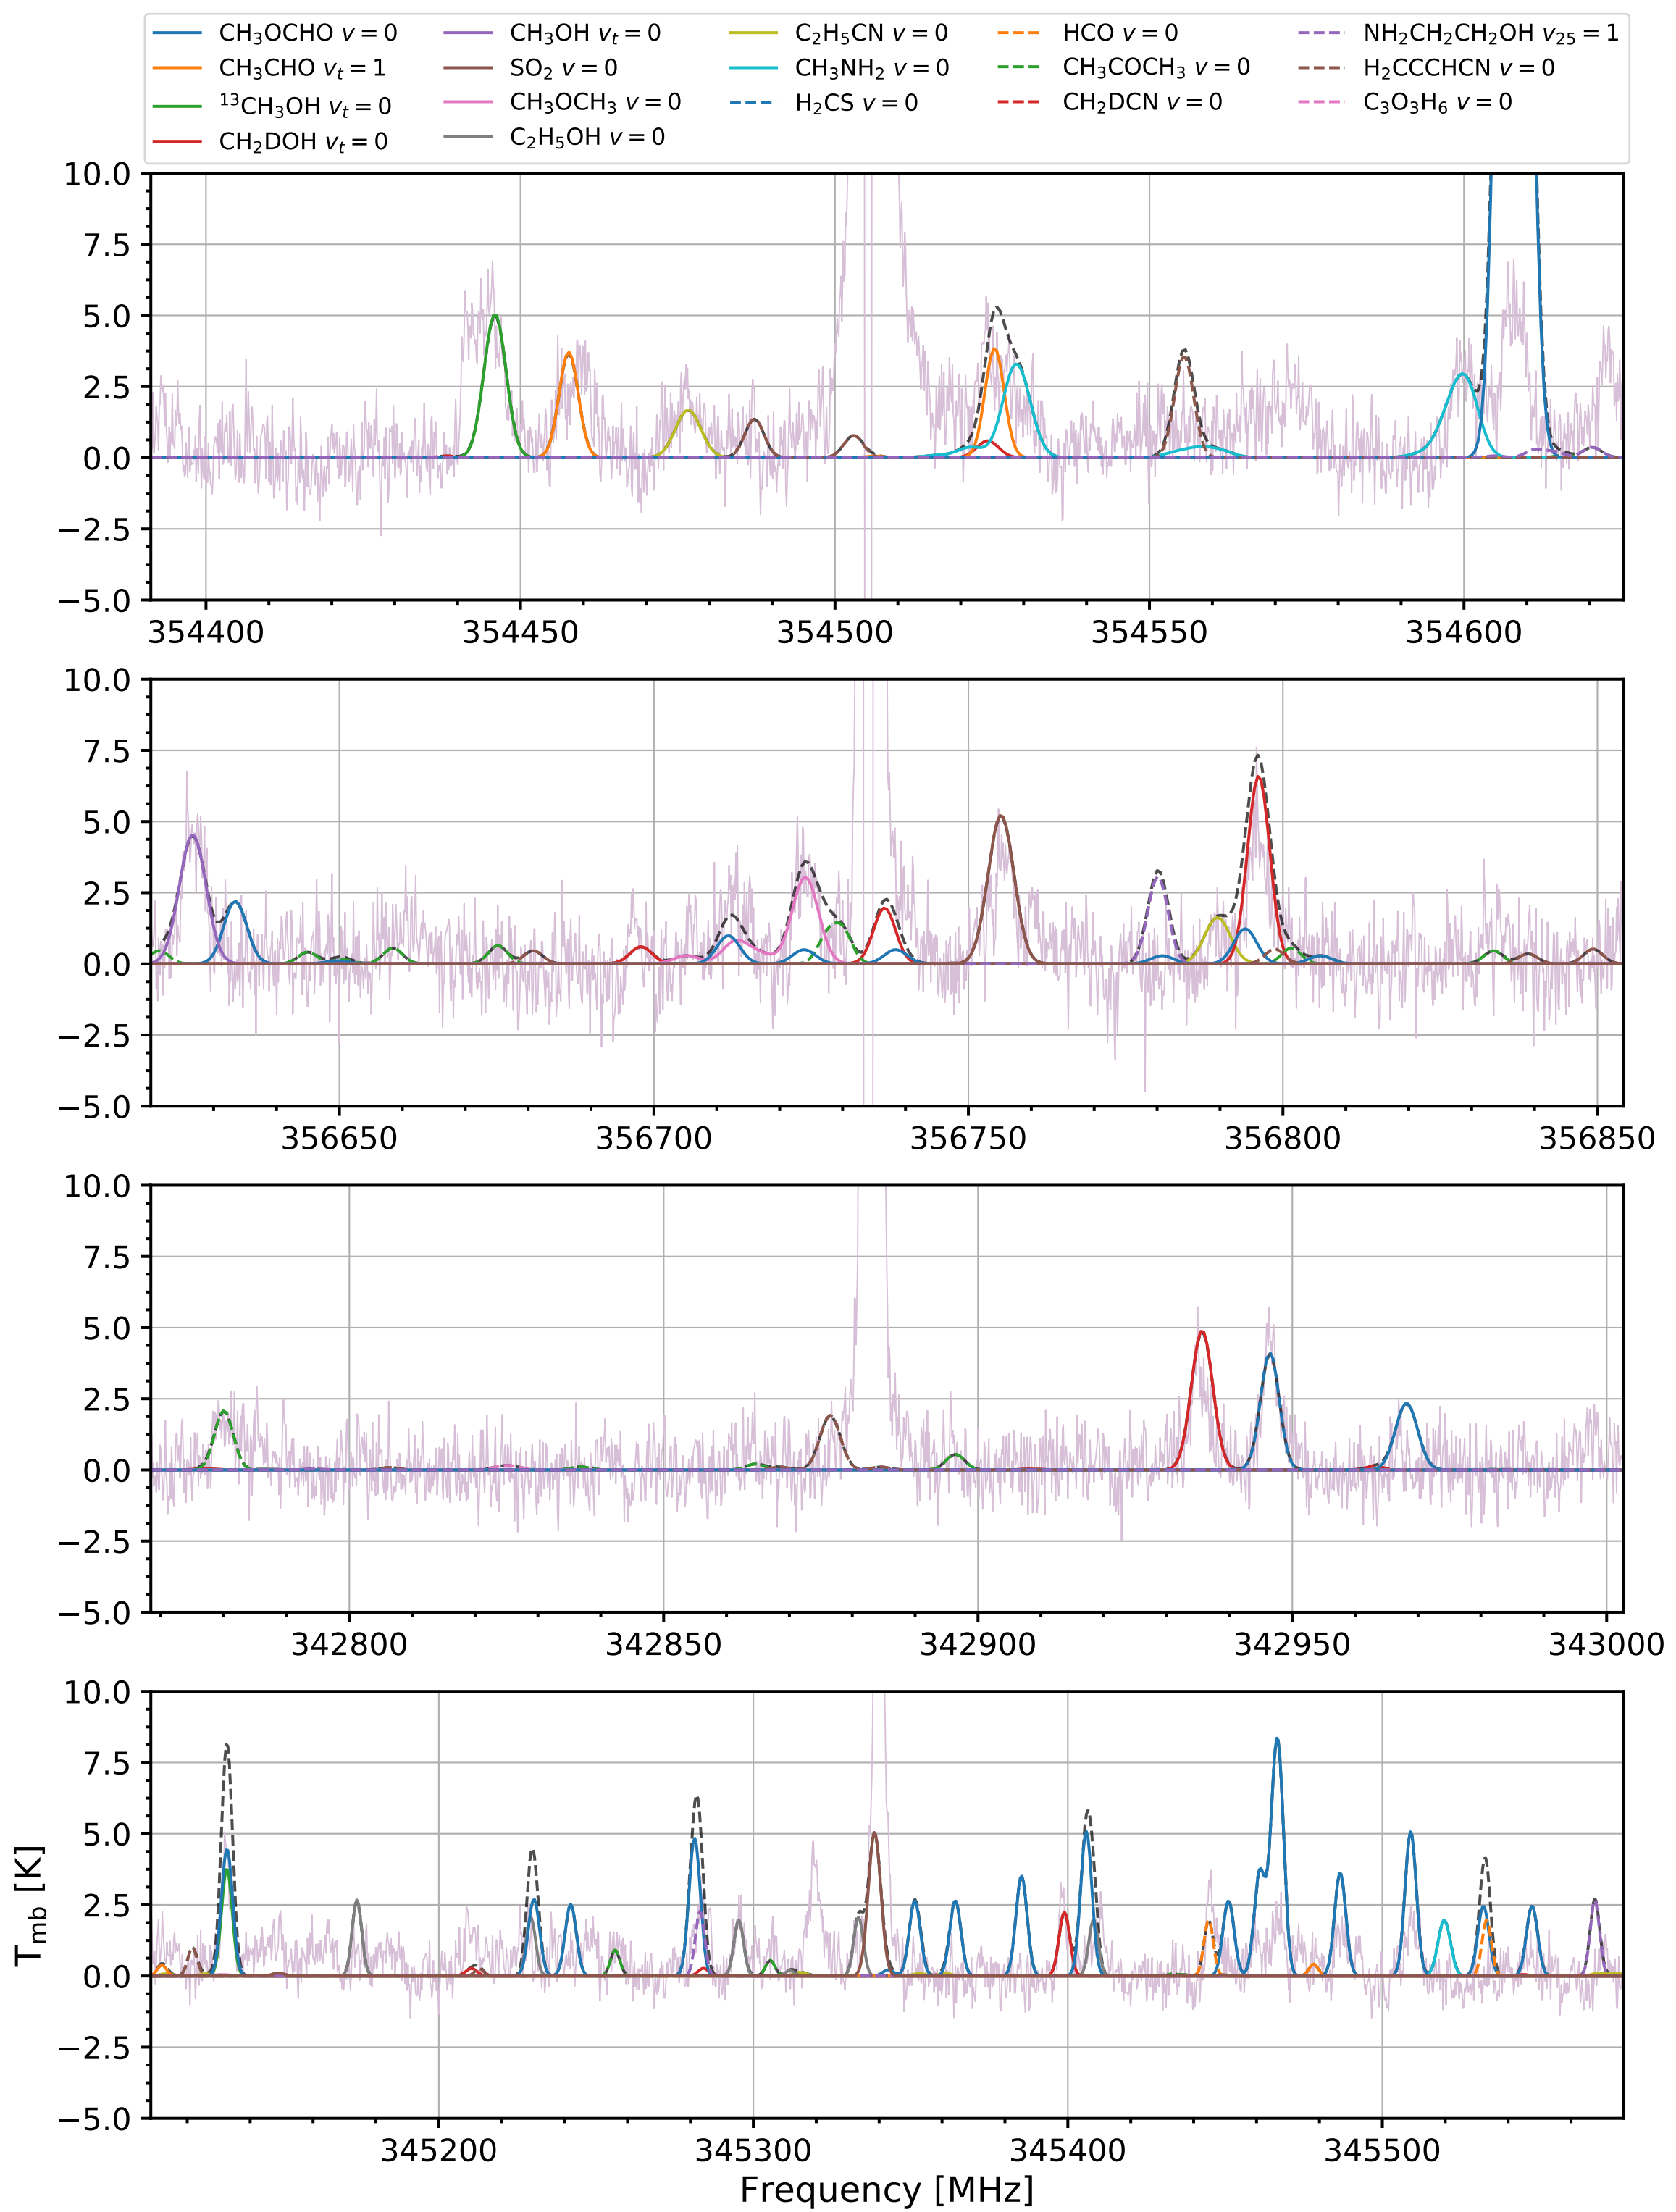 CH₃OCHO v = 0 CH₃OH vₜ = 0 C₂H₅CN v = 0 HCO v = 0 NH₂CH₂CH₂OH v₂₅ = 1
CH₃CHO vₜ = 1 SO₂ v = 0 CH₃NH₂ v = 0 CH₃COCH₃ v = 0 H₂CCCHCN v = 0
¹³CH₃OH vₜ = 0 CH₃OCH₃ v = 0 H₂CS v = 0 CH₂DCN v = 0 C₃O₃H₆ v = 0
CH₂DOH vₜ = 0 C₂H₅OH v = 0
10.0
7.5
5.0
2.5
0.0
−2.5
−5.0
354400 354450 354500 354550 354600
10.0
7.5
5.0
2.5
0.0
−2.5
−5.0
356650 356700 356750 356800 356850
10.0
7.5
5.0
2.5
0.0
−2.5
−5.0
342800 342850 342900 342950 343000
10.0
7.5
5.0
2.5
0.0
−2.5
−5.0
T_mb [K]
345200 345300 345400 345500
Frequency [MHz]